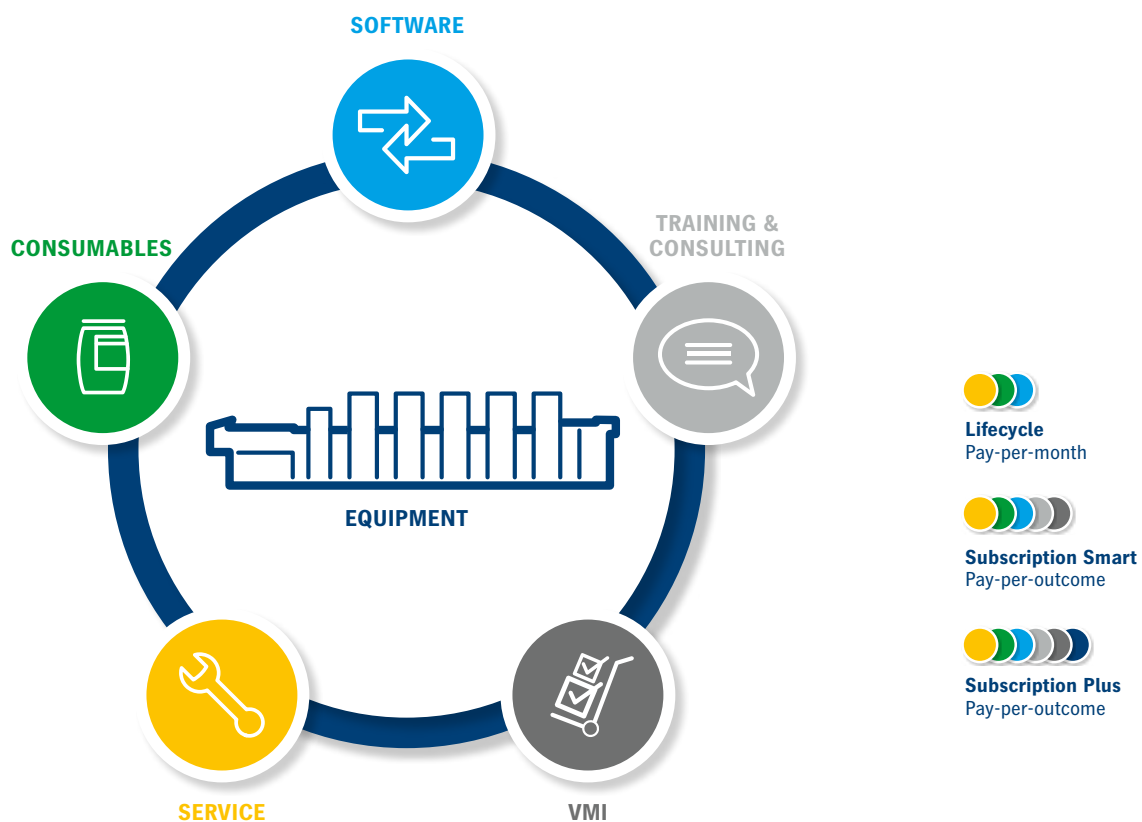 SOFTWARE
TRAINING &
CONSULTING
CONSUMABLES
EQUIPMENT
SERVICE
VMI
Lifecycle
Pay-per-month
Subscription Smart
Pay-per-outcome
Subscription Plus
Pay-per-outcome